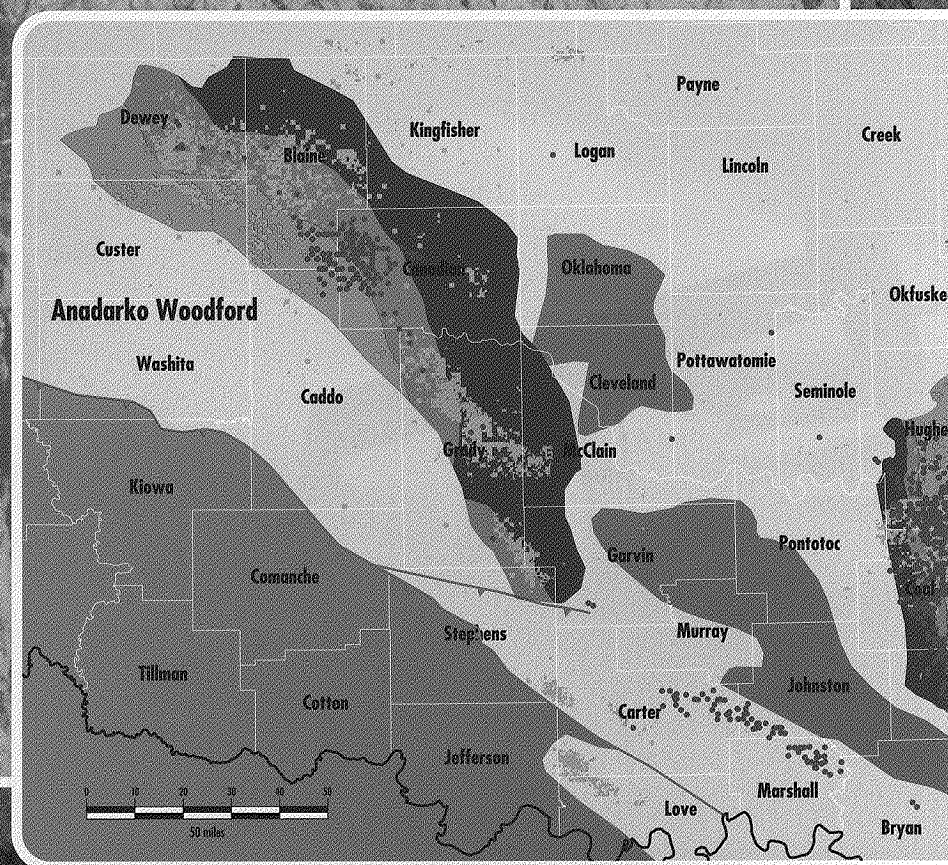 Payne
Dewey
Kingfisher
Creek
Blaine
Logan
Lincoln
Custer
Canadian
Oklahoma
Okfuske
Anadarko Woodford
Washita
Pottawatomie
Caddo
Cleveland
Seminole
Hughe
Grady
McClain
Kiowa
Garvin
Pontotoc
Comanche
Coal
Stephens
Murray
Tillman
Johnston
Cotton
Carter
Jefferson
Marshall
Love
Bryan
0 10 20 30 40 50
50 miles